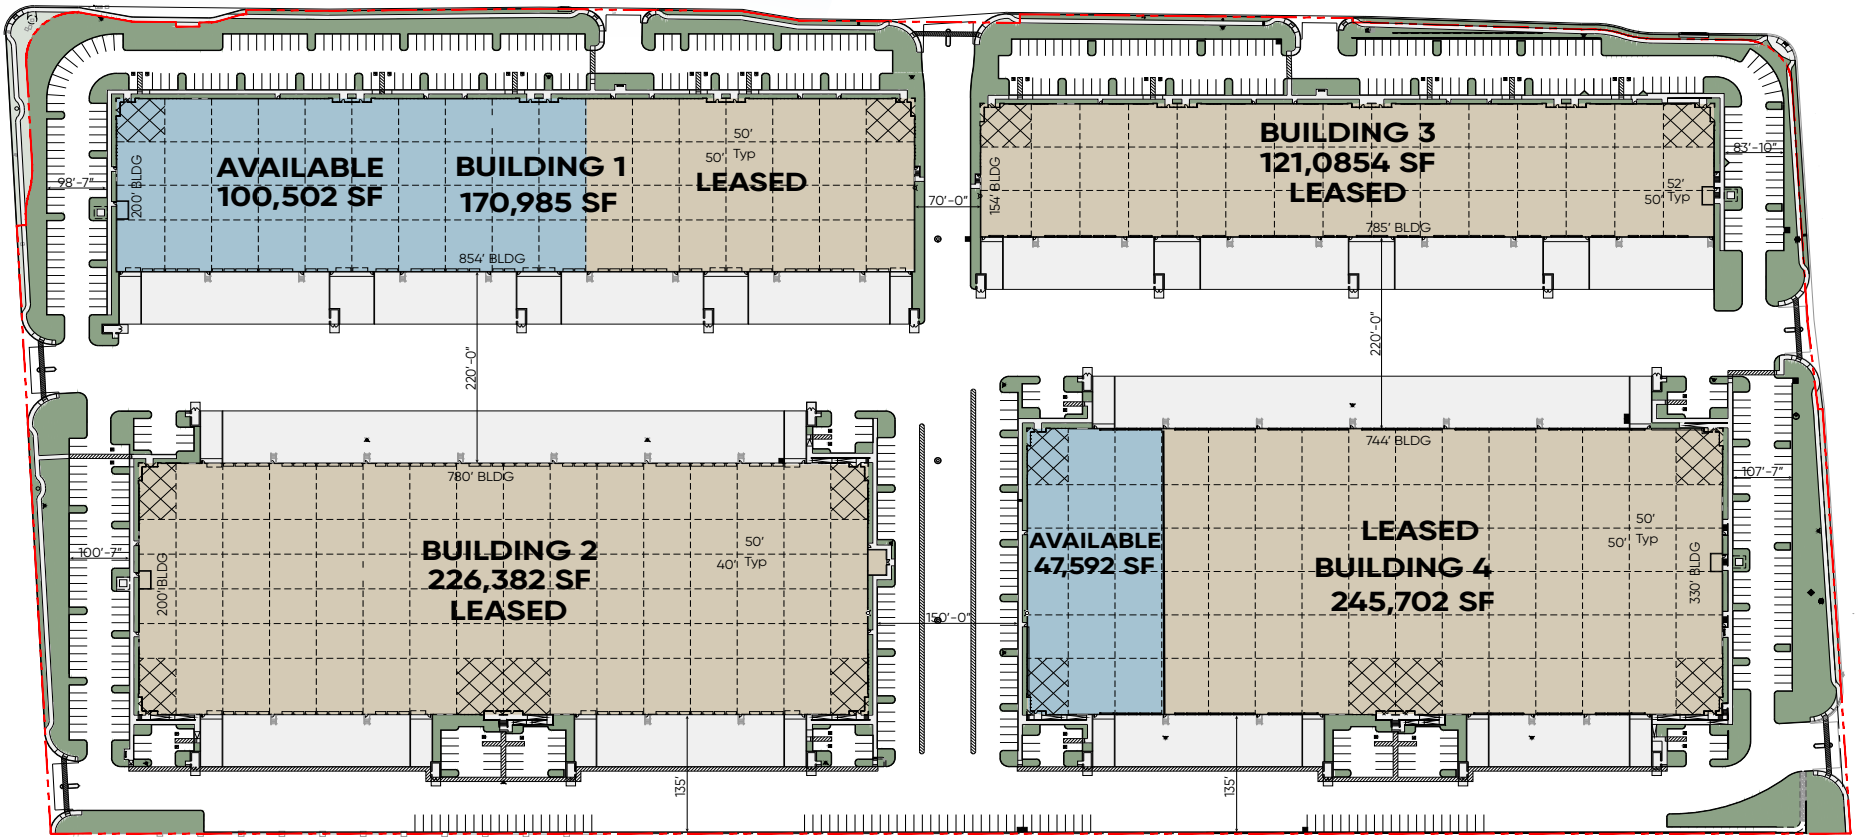 AVAILABLE
100,502 SF
BUILDING 1
170,985 SF
LEASED
50'
50' Typ
200' BLDG
98'-7"
854' BLDG
70'-0"
BUILDING 3
121,0854 SF
LEASED
154' BLDG
785' BLDG
52'
50' Typ
83'-10"
220'-0"
220'-0"
780' BLDG
BUILDING 2
226,382 SF
LEASED
50'
40' Typ
200' BLDG
100'-7"
150'-0"
135'
744' BLDG
AVAILABLE
47,592 SF
LEASED
BUILDING 4
245,702 SF
50'
50' Typ
330' BLDG
107'-7"
135'